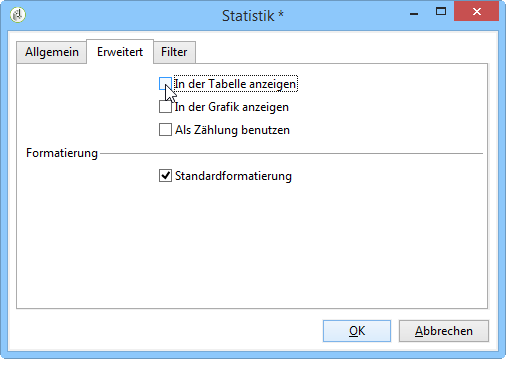 Statistik *
Allgemein Erweitert Filter
In der Tabelle anzeigen
In der Grafik anzeigen
Als Zählung benutzen
Formatierung
Standardformatierung
OK Abbrechen